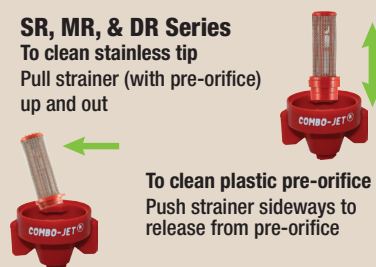 SR, MR, & DR Series
To clean stainless tip
Pull strainer (with pre-orifice)
up and out
COMBO-JET®
To clean plastic pre-orifice
Push strainer sideways to
release from pre-orifice
COMBO-JET®